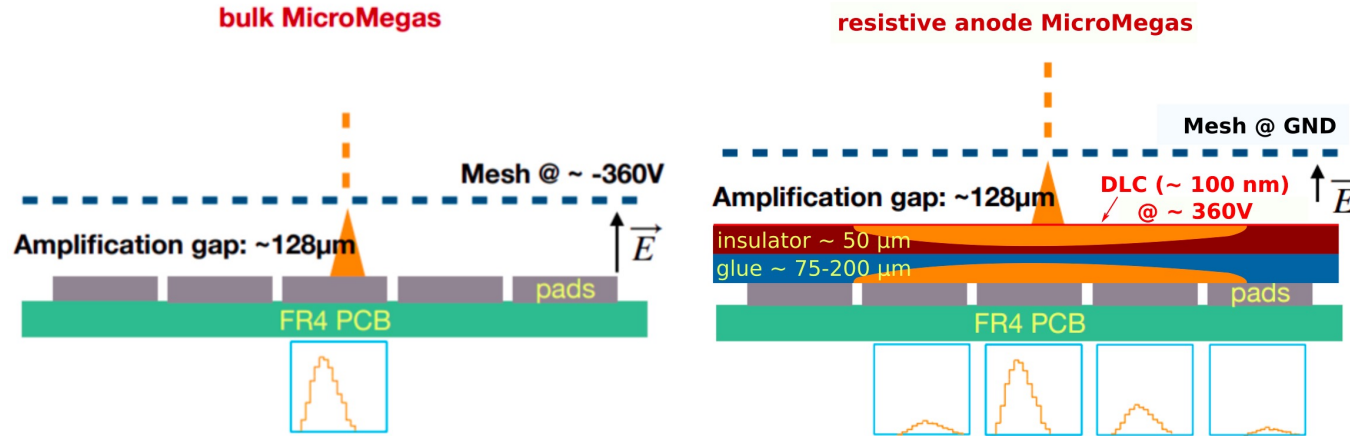 bulk MicroMegas
Mesh @ ~ -360V
Amplification gap: ~128μm
E
pads
FR4 PCB
resistive anode MicroMegas
Mesh @ GND
DLC (~ 100 nm)
@ ~ 360V
Amplification gap: ~128μm
E
insulator ~ 50 μm
glue ~ 75-200 μm
pads
FR4 PCB